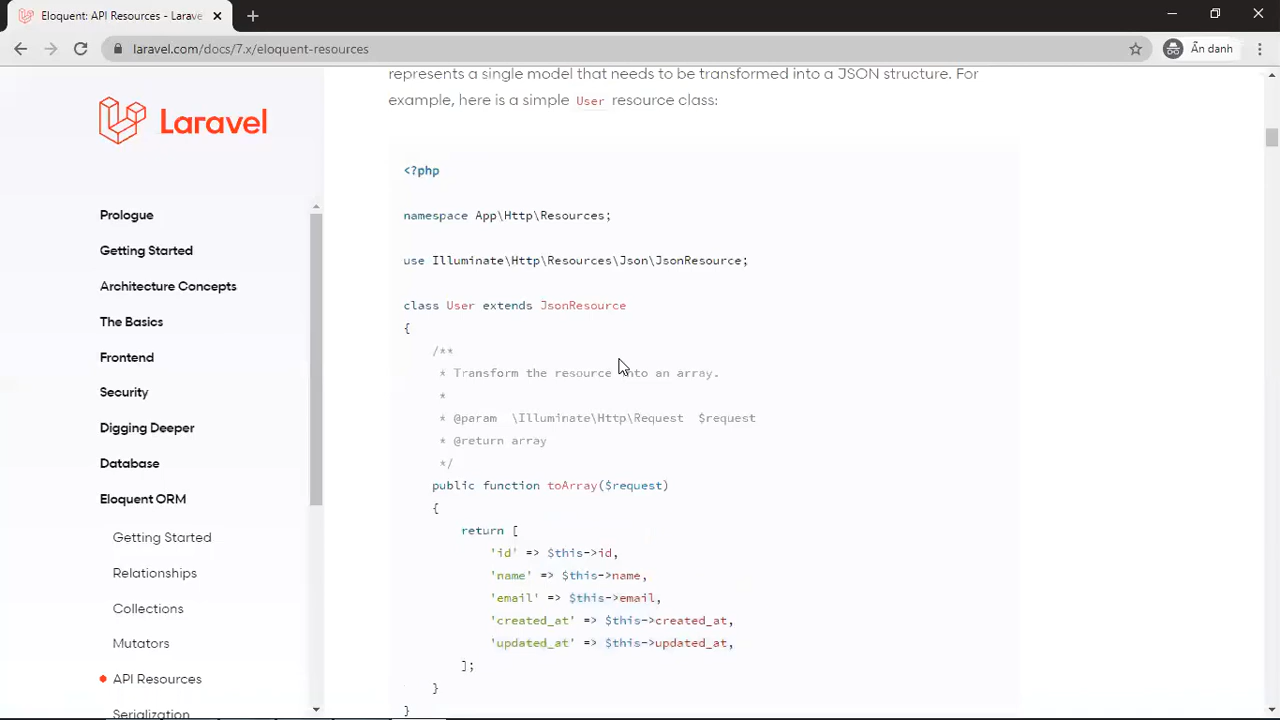 Eloquent: API Resources - Larave
laravel.com/docs/7.x/eloquent-resources
Ẩn danh
Laravel
Prologue
Getting Started
Architecture Concepts
The Basics
Frontend
Security
Digging Deeper
Database
Eloquent ORM
Getting Started
Relationships
Collections
Mutators
API Resources
Serialization
represents a single model that needs to be transformed into a JSON structure. For
example, here is a simple User resource class:
<?php
namespace App\Http\Resources;
use Illuminate\Http\Resources\Json\JsonResource;
class User extends JsonResource
{
/**
* Transform the resource into an array.
*
* @param \Illuminate\Http\Request $request
* @return array
*/
public function toArray($request)
{
return [
'id' => $this->id,
'name' => $this->name,
'email' => $this->email,
'created_at' => $this->created_at,
'updated_at' => $this->updated_at,
];
}
}